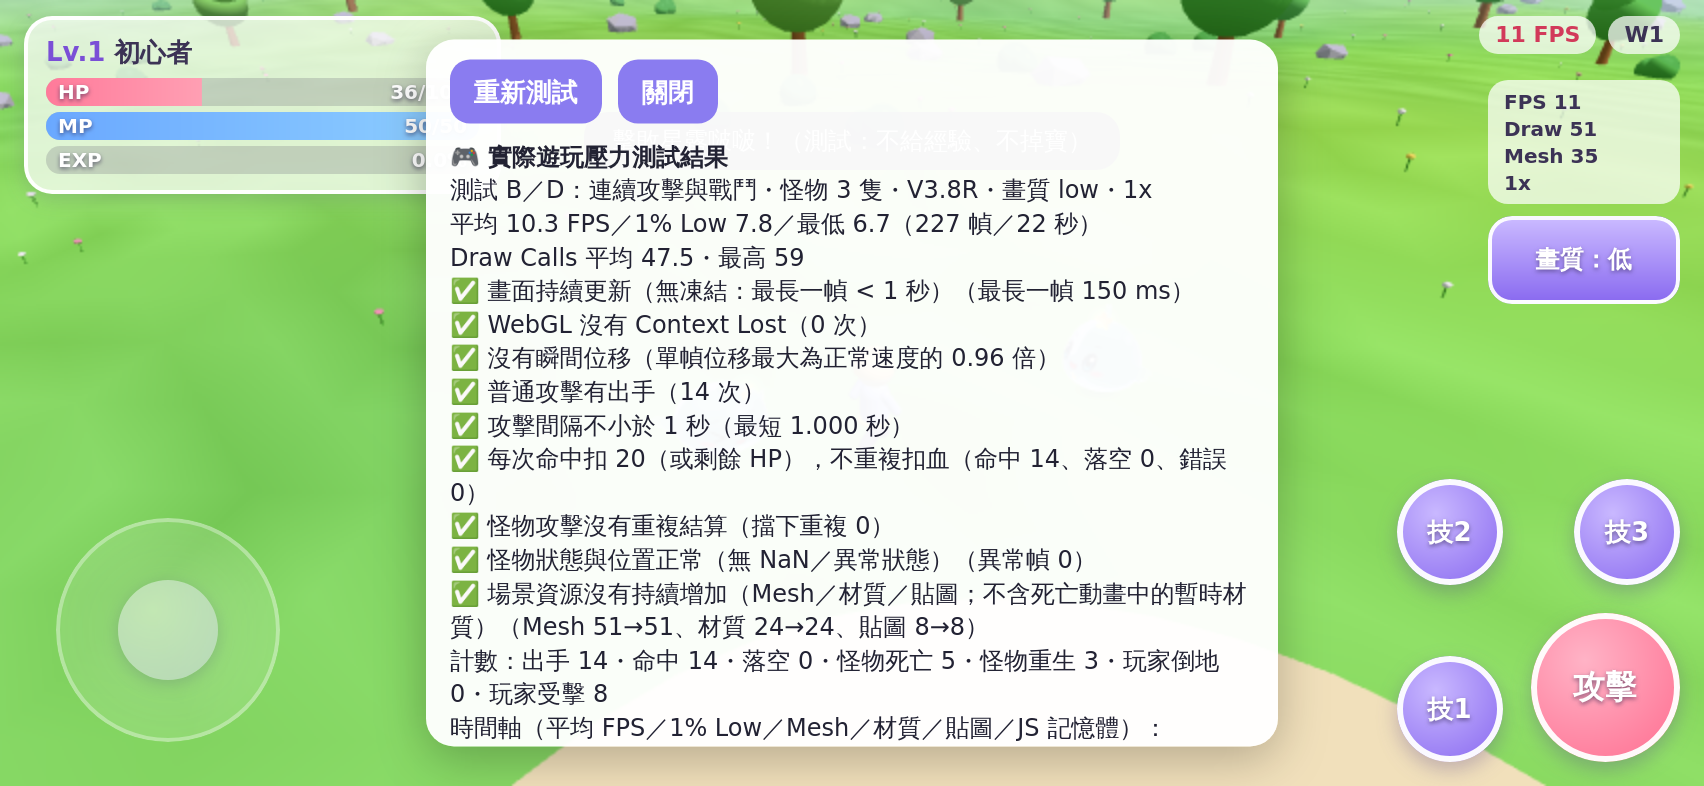 Lv.1 初心者
HP 36/
MP 50/50
EXP 0
重新測試
關閉
擊敗星露啵啵！（測試：不給經驗、不掉寶）
🎮 實際遊玩壓力測試結果
測試 B／D：連續攻擊與戰鬥・怪物 3 隻・V3.8R・畫質 low・1x
平均 10.3 FPS／1% Low 7.8／最低 6.7（227 幀／22 秒）
Draw Calls 平均 47.5・最高 59
✅ 畫面持續更新（無凍結：最長一幀 < 1 秒）（最長一幀 150 ms）
✅ WebGL 沒有 Context Lost（0 次）
✅ 沒有瞬間位移（單幀位移最大為正常速度的 0.96 倍）
✅ 普通攻擊有出手（14 次）
✅ 攻擊間隔不小於 1 秒（最短 1.000 秒）
✅ 每次命中扣 20（或剩餘 HP），不重複扣血（命中 14、落空 0、錯誤
0）
✅ 怪物攻擊沒有重複結算（擋下重複 0）
✅ 怪物狀態與位置正常（無 NaN／異常狀態）（異常幀 0）
✅ 場景資源沒有持續增加（Mesh／材質／貼圖；不含死亡動畫中的暫時材
質）（Mesh 51→51、材質 24→24、貼圖 8→8）
計數：出手 14・命中 14・落空 0・怪物死亡 5・怪物重生 3・玩家倒地
0・玩家受擊 8
時間軸（平均 FPS／1% Low／Mesh／材質／貼圖／JS 記憶體）：
11 FPS
W1
FPS 11
Draw 51
Mesh 35
1x
畫質：低
技2
技3
技1
攻擊